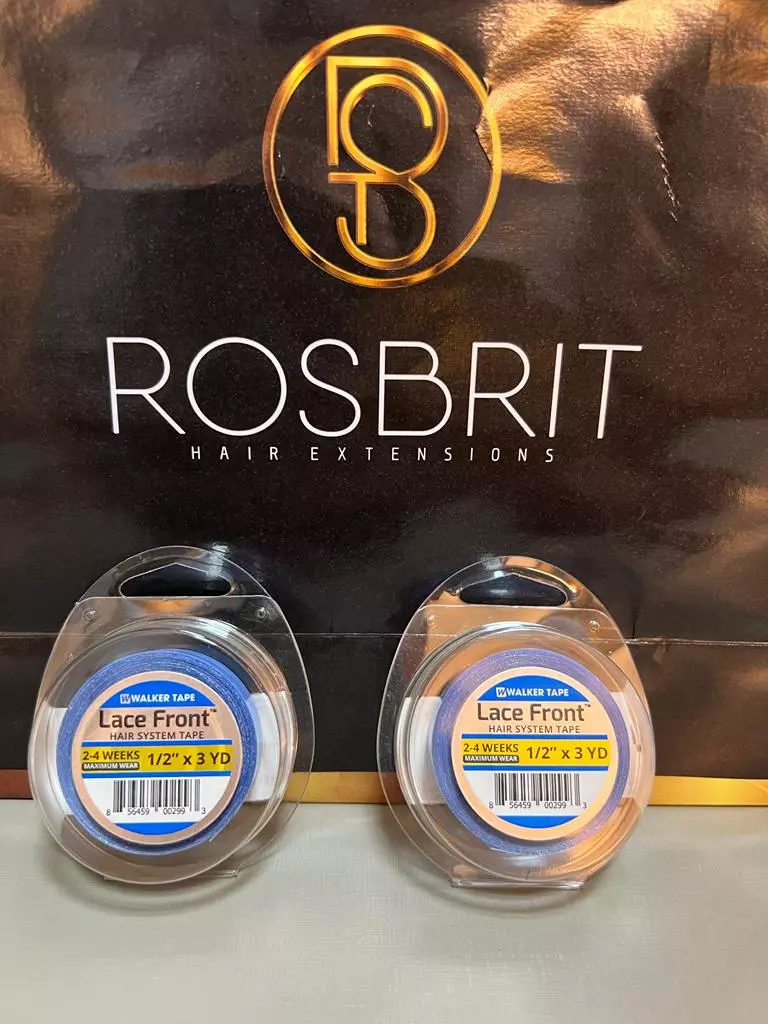 ROSBRIT
HAIR EXTENSIONS
W WALKER TAPE
Lace Front™
HAIR SYSTEM TAPE
2-4 WEEKS
MAXIMUM WEAR
1/2" x 3 YD
8 56459 00299 3
W WALKER TAPE
Lace Front™
HAIR SYSTEM TAPE
2-4 WEEKS
MAXIMUM WEAR
1/2" x 3 YD
8 56459 00299 3